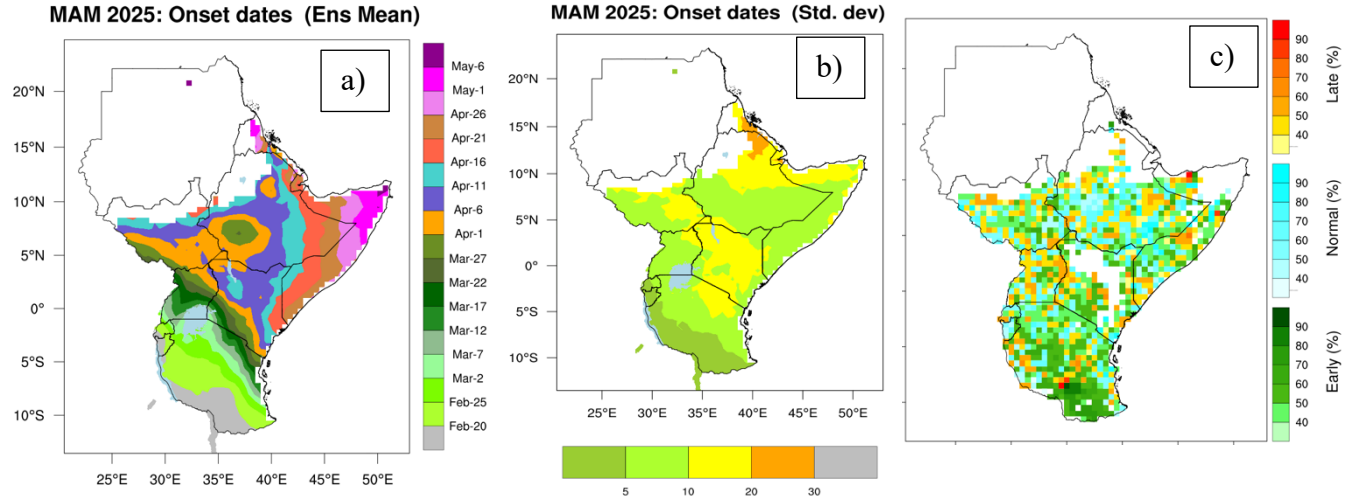 MAM 2025: Onset dates (Ens Mean)
a)
20°N
15°N
10°N
5°N
0°
5°S
10°S
25°E 30°E 35°E 40°E 45°E 50°E
May-6
May-1
Apr-26
Apr-21
Apr-16
Apr-11
Apr-6
Apr-1
Mar-27
Mar-22
Mar-17
Mar-12
Mar-7
Mar-2
Feb-25
Feb-20
MAM 2025: Onset dates (Std. dev)
b)
20°N
15°N
10°N
5°N
0°
5°S
10°S
25°E 30°E 35°E 40°E 45°E 50°E
5 10 20 30
c)
90
80
70
60
50
40
Late (%)
90
80
70
60
50
40
Normal (%)
90
80
70
60
50
40
Early (%)